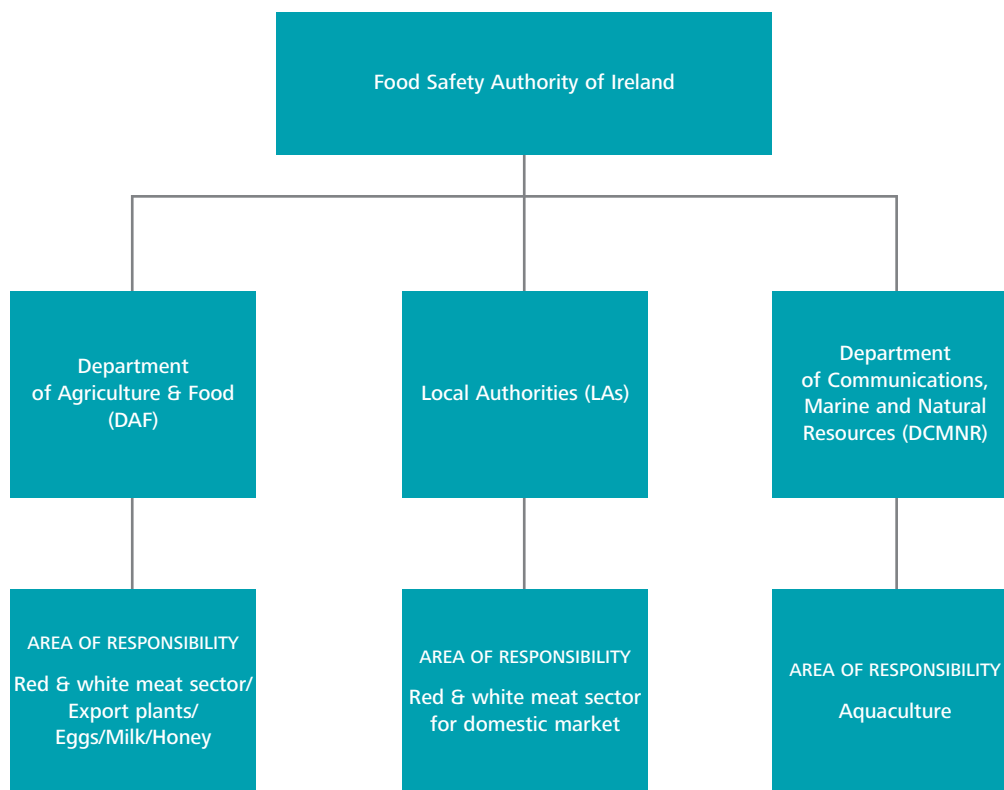 Food Safety Authority of Ireland
Department
of Agriculture & Food
(DAF)
Local Authorities (LAs)
Department
of Communications,
Marine and Natural
Resources (DCMNR)
AREA OF RESPONSIBILITY
Red & white meat sector/
Export plants/
Eggs/Milk/Honey
AREA OF RESPONSIBILITY
Red & white meat sector
for domestic market
AREA OF RESPONSIBILITY
Aquaculture